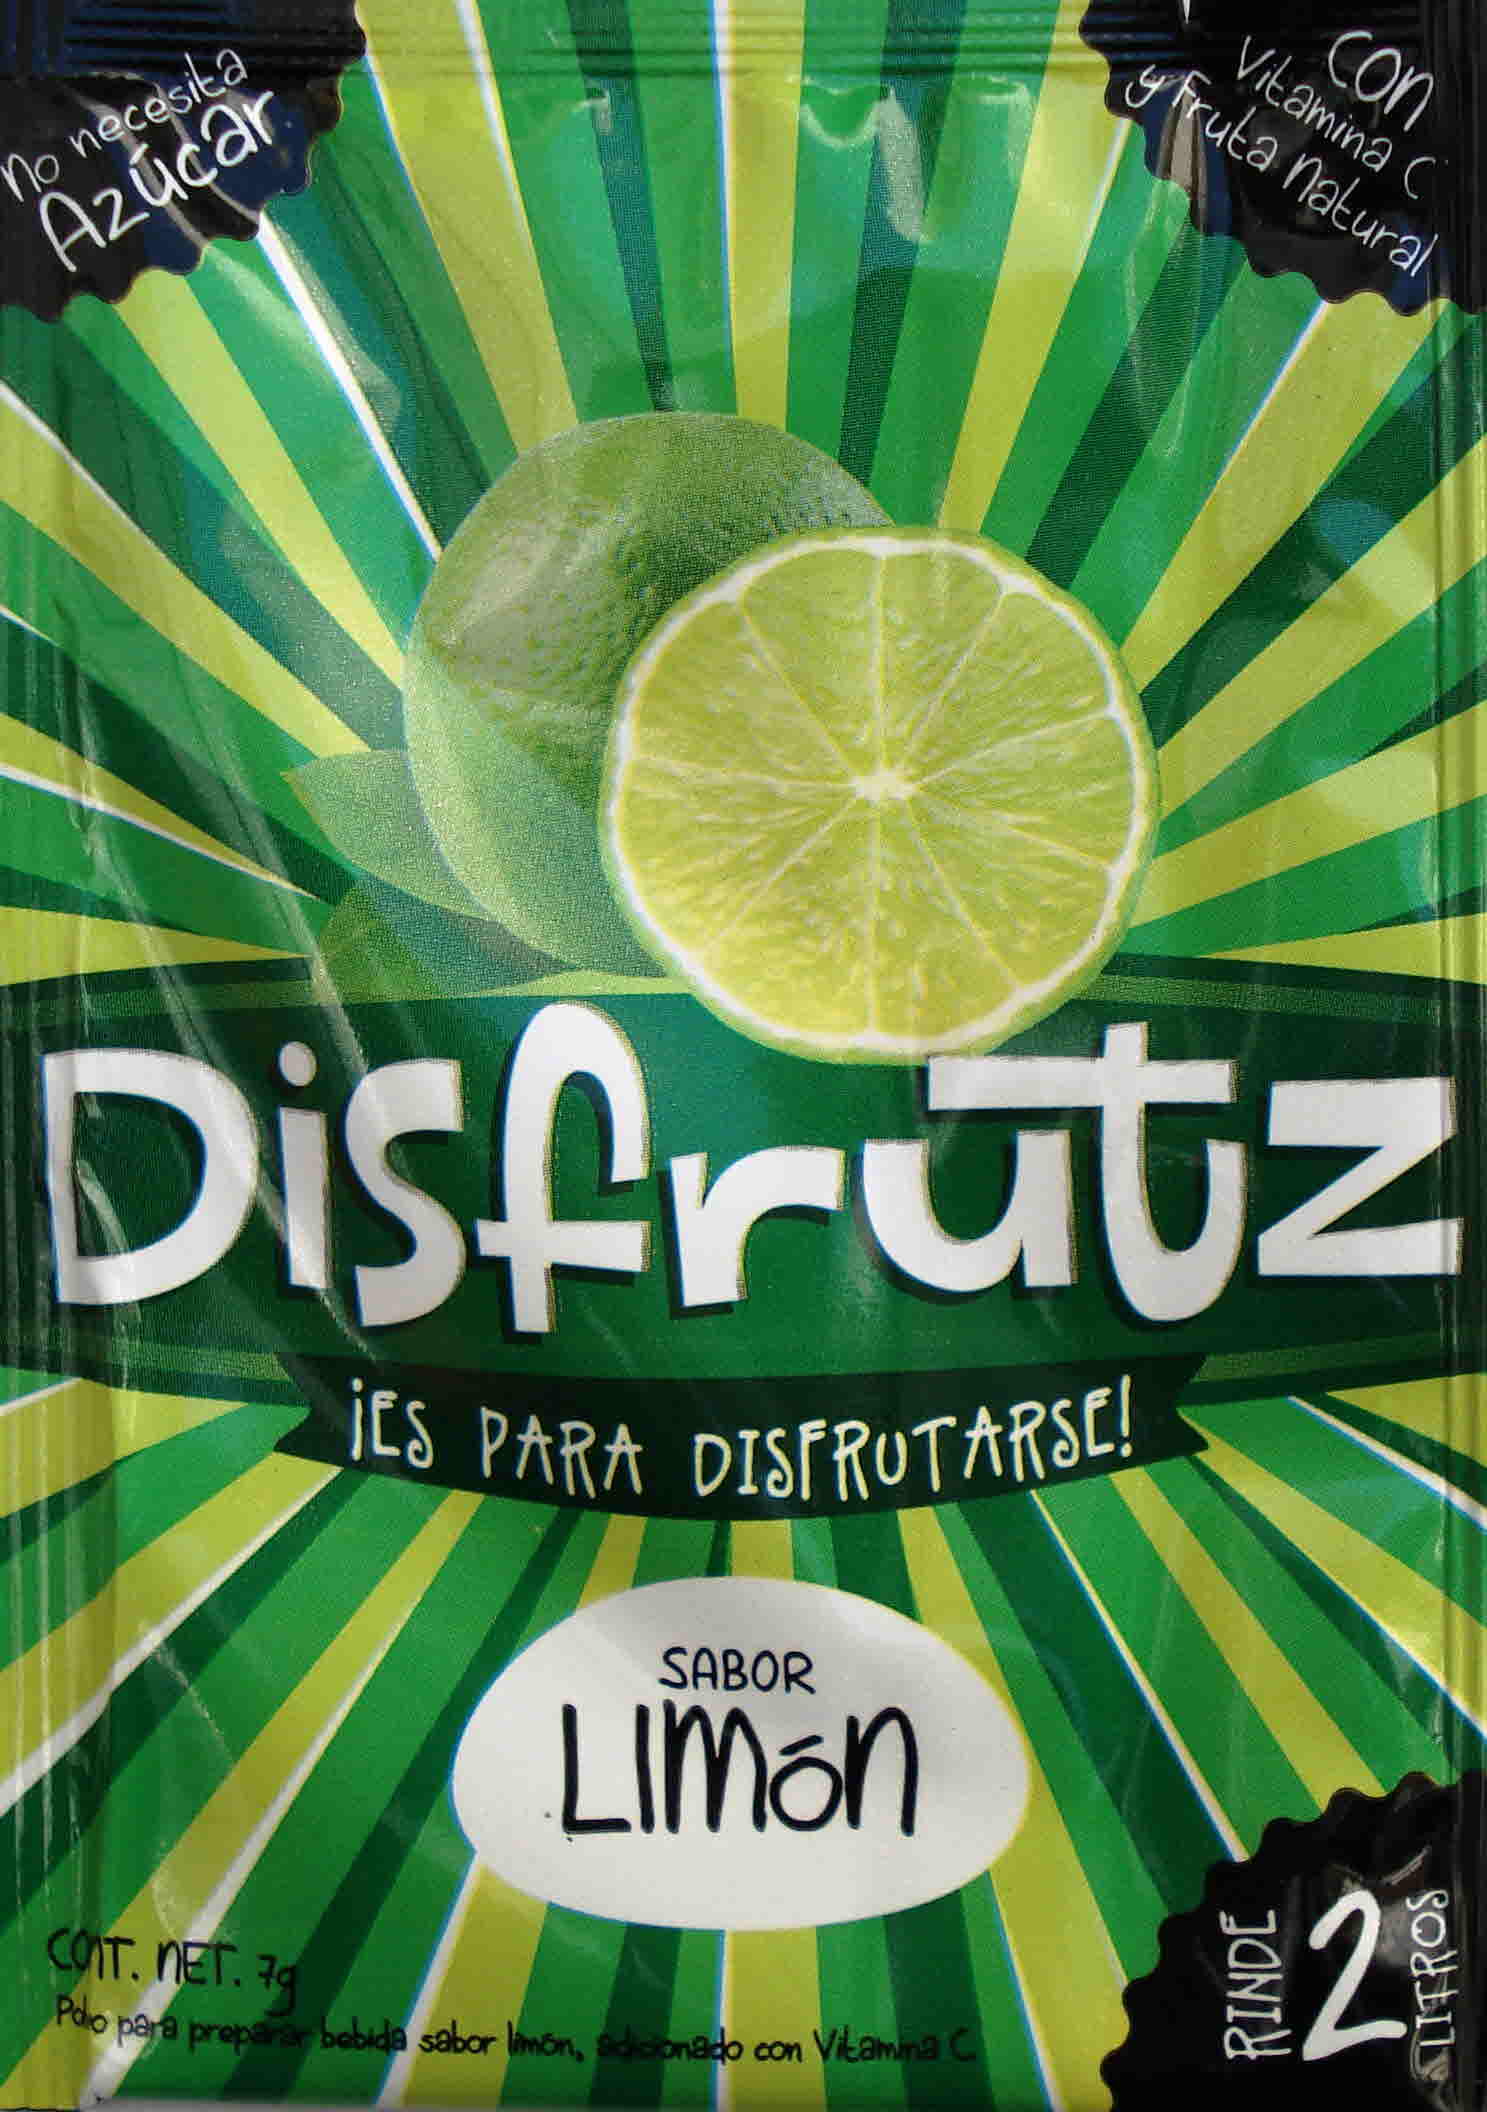 No necesita
Azúcar
Con
Vitamina C
y Fruta Natural
Disfrutz
¡ES PARA DISFRUTARSE!
SABOR
LIMÓN
CONT. NET. 7g
Polvo para preparar bebida sabor limón, adicionado con Vitamina C
RINDE
2
LITROS